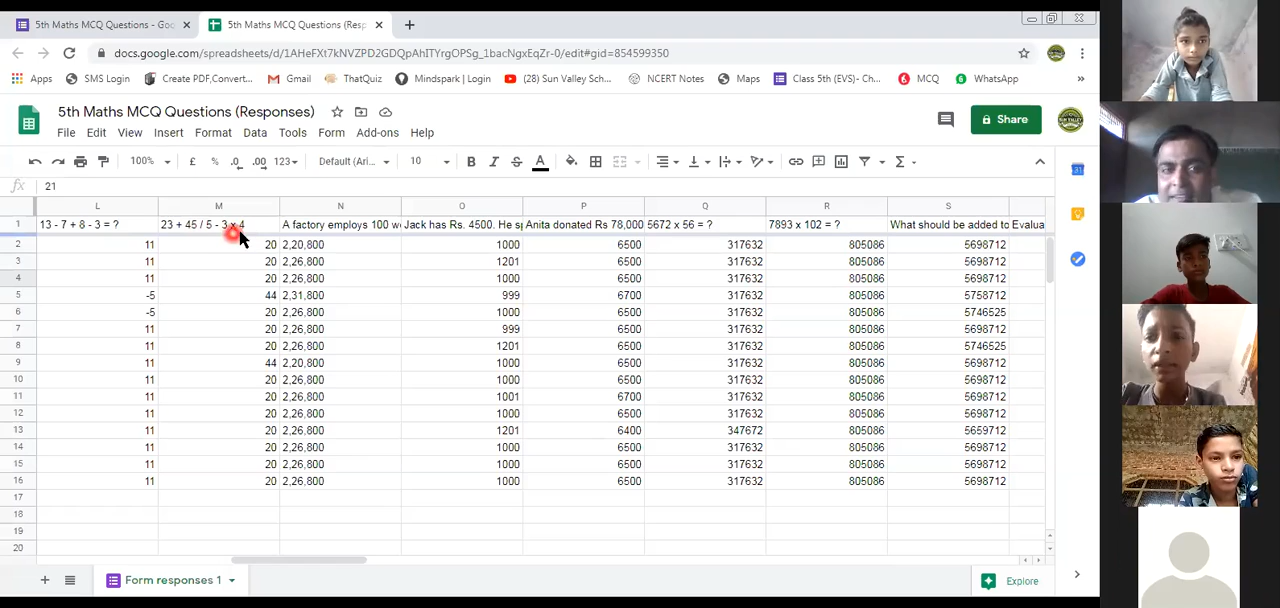 5th Maths MCQ Questions - Goo
5th Maths MCQ Questions (Resp
docs.google.com/spreadsheets/d/1AHeFXt7kNVZPD2GDQpAhITYrgOPSg_1bacNgxEqZr-0/edit#gid=854599350
Apps SMS Login Create PDF,Convert... Gmail ThatQuiz Mindspark | Login (28) Sun Valley Sch... NCERT Notes Maps Class 5th (EVS)- Ch... MCQ WhatsApp »
5th Maths MCQ Questions (Responses)
Share
File Edit View Insert Format Data Tools Form Add-ons Help
100% £ % .0 .00 123 Default (Ari... 10 B I S A Σ
fx 21
L M N O P Q R S
1 13 - 7 + 8 - 3 = ? 23 + 45 / 5 - 3 x 4 A factory employs 100 wo Jack has Rs. 4500. He sp Anita donated Rs 78,000 5672 x 56 = ? 7893 x 102 = ? What should be added to Evalua
2 11 20 2,20,800 1000 6500 317632 805086 5698712
3 11 20 2,26,800 1201 6500 317632 805086 5698712
4 11 20 2,26,800 1000 6500 317632 805086 5698712
5 -5 44 2,31,800 999 6700 317632 805086 5758712
6 -5 20 2,26,800 1000 6500 317632 805086 5746525
7 11 20 2,26,800 999 6500 317632 805086 5698712
8 11 20 2,26,800 1201 6500 317632 805086 5746525
9 11 44 2,20,800 1000 6500 317632 805086 5698712
10 11 20 2,26,800 1000 6500 317632 805086 5698712
11 11 20 2,26,800 1001 6700 317632 805086 5698712
12 11 20 2,26,800 1000 6500 317632 805086 5698712
13 11 20 2,26,800 1201 6400 347672 805086 5659712
14 11 20 2,26,800 1000 6500 317632 805086 5698712
15 11 20 2,26,800 1000 6500 317632 805086 5698712
16 11 20 2,26,800 1000 6500 317632 805086 5698712
17
18
19
20
Form responses 1
Explore